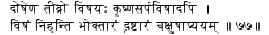 दोषेण तीव्रो विषयः कृष्णसर्पविषादपि ।
विषं निहन्ति भोक्तारं द्रष्टारं चक्षुषाप्ययम् ॥ ७७॥